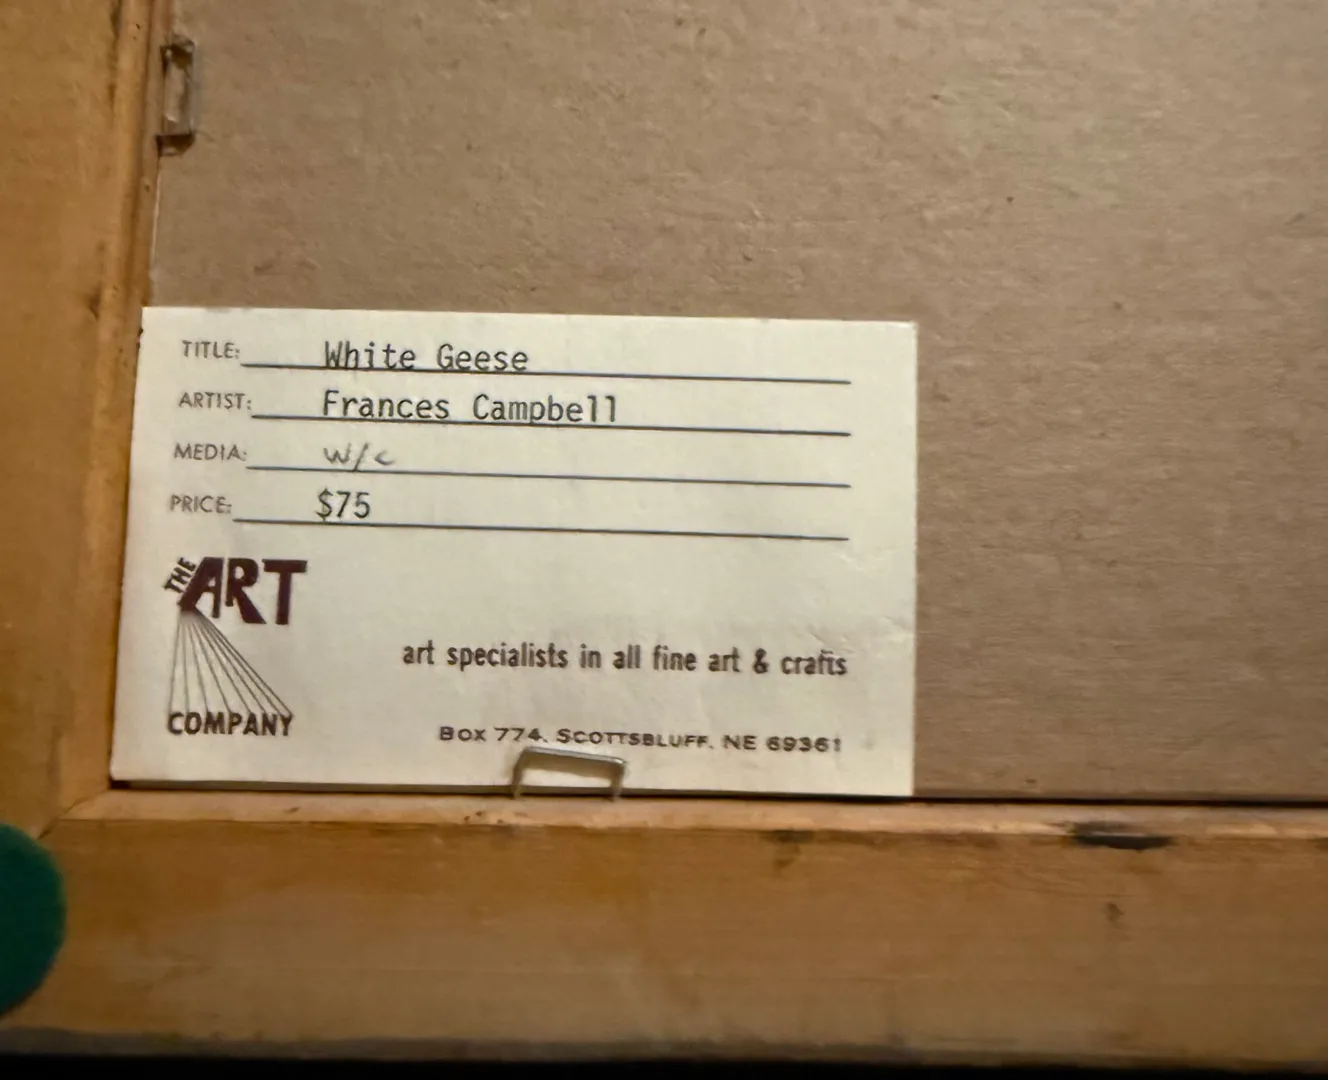 TITLE: White Geese
ARTIST: Frances Campbell
MEDIA: w/c
PRICE: $75
THE ART
COMPANY
art specialists in all fine art & crafts
BOX 774, SCOTTSBLUFF, NE 69361